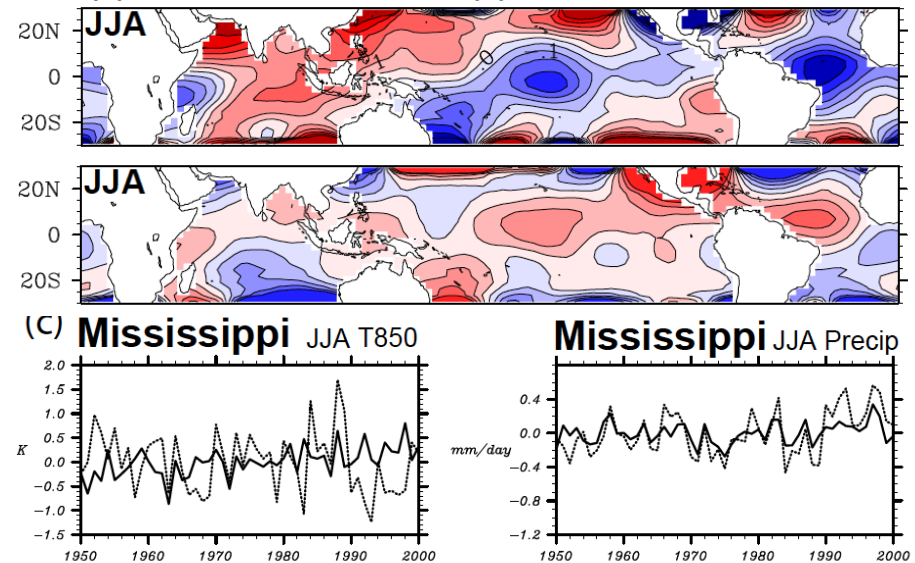 JJA
20N
0
20S
0
1
JJA
20N
0
20S
(C) Mississippi JJA T850
Mississippi JJA Precip
2.0
1.5
1.0
0.5
0.0
-0.5
-1.0
-1.5
K
1950 1960 1970 1980 1990 2000
0.4
0.0
-0.4
-0.8
-1.2
mm/day
1950 1960 1970 1980 1990 2000